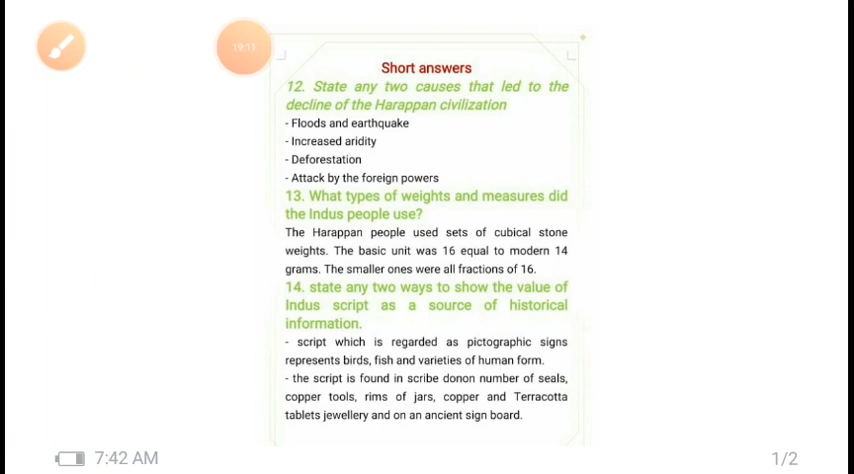 19:11
Short answers
12. State any two causes that led to the
decline of the Harappan civilization
- Floods and earthquake
- Increased aridity
- Deforestation
- Attack by the foreign powers
13. What types of weights and measures did
the Indus people use?
The Harappan people used sets of cubical stone
weights. The basic unit was 16 equal to modern 14
grams. The smaller ones were all fractions of 16.
14. state any two ways to show the value of
Indus script as a source of historical
information.
- script which is regarded as pictographic signs
represents birds, fish and varieties of human form.
- the script is found in scribe donon number of seals,
copper tools, rims of jars, copper and Terracotta
tablets jewellery and on an ancient sign board.
7:42 AM
1/2